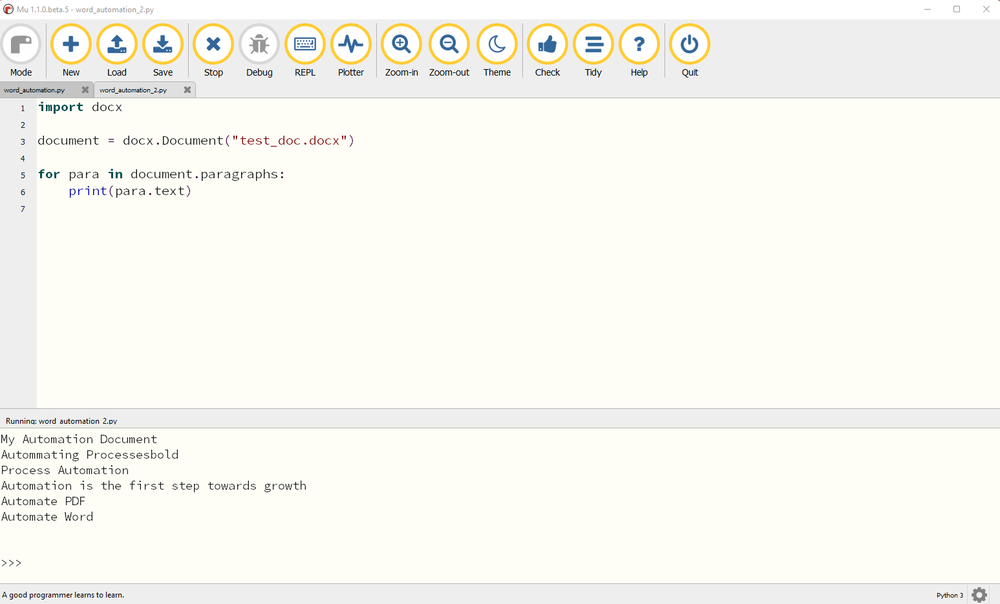 Mu 1.1.0.beta.5 - word_automation_2.py
Mode New Load Save Stop Debug REPL Plotter Zoom-in Zoom-out Theme Check Tidy Help Quit
word_automation.py word_automation_2.py
1 import docx
2
3 document = docx.Document("test_doc.docx")
4
5 for para in document.paragraphs:
6 print(para.text)
7
Running: word_automation_2.py
My Automation Document
Autommating Processesbold
Process Automation
Automation is the first step towards growth
Automate PDF
Automate Word
>>>
A good programmer learns to learn. Python 3